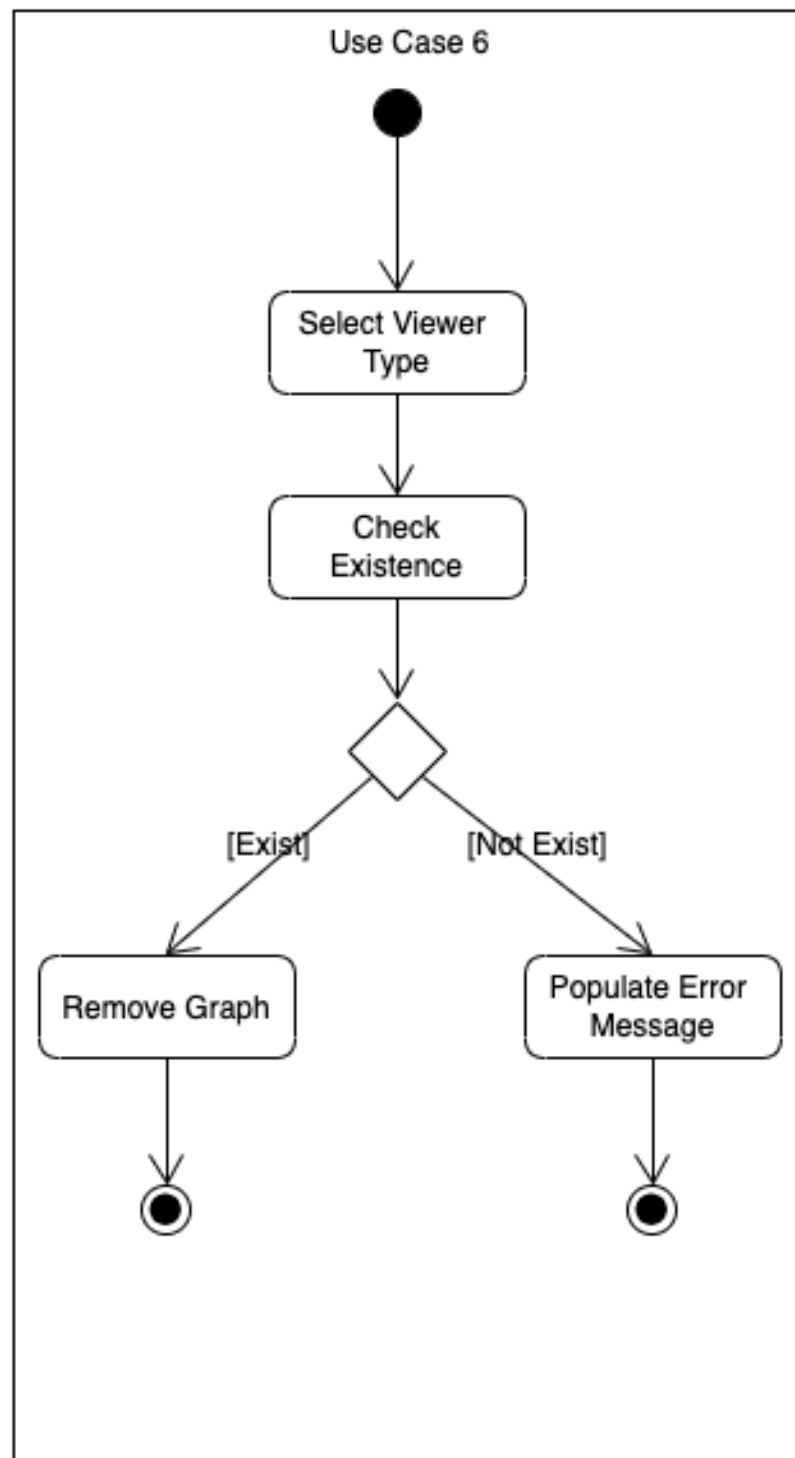 Use Case 6
Select Viewer
Type
Check
Existence
[Exist]
[Not Exist]
Remove Graph
Populate Error
Message